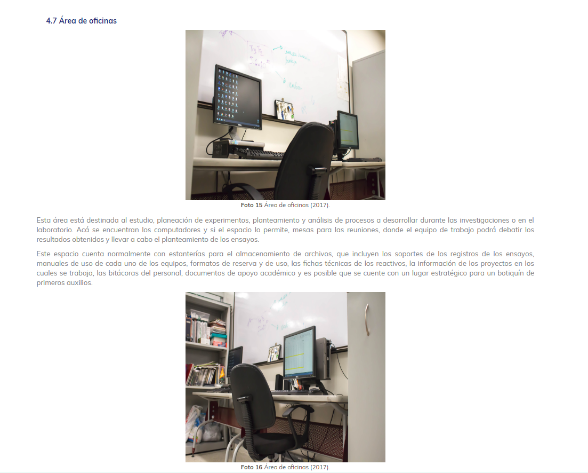 4.7 Área de oficinas
Foto 15 Área de oficinas (2017)
Esta área está destinada al estudio, planeación de experimentos, planteamiento y análisis de procesos a desarrollar durante las investigaciones o en el
laboratorio. Acá se encuentran los computadores y si el espacio lo permite, mesas para las reuniones, donde el equipo de trabajo podrá debatir los
resultados obtenidos y llevar a cabo el planteamiento de los ensayos.
Este espacio cuenta normalmente con estanterías para el almacenamiento de archivos, que incluyen los soportes de los registros de los ensayos,
manuales de uso de cada uno de los equipos, formatos de reserva y de uso, las fichas técnicas de los reactivos, la información de los proyectos en los
cuales se trabaja, las bitácoras del personal, documentos de apoyo académico y es posible que se cuente con un lugar estratégico para un botiquín de
primeros auxilios.
Foto 16 Área de oficinas (2017)